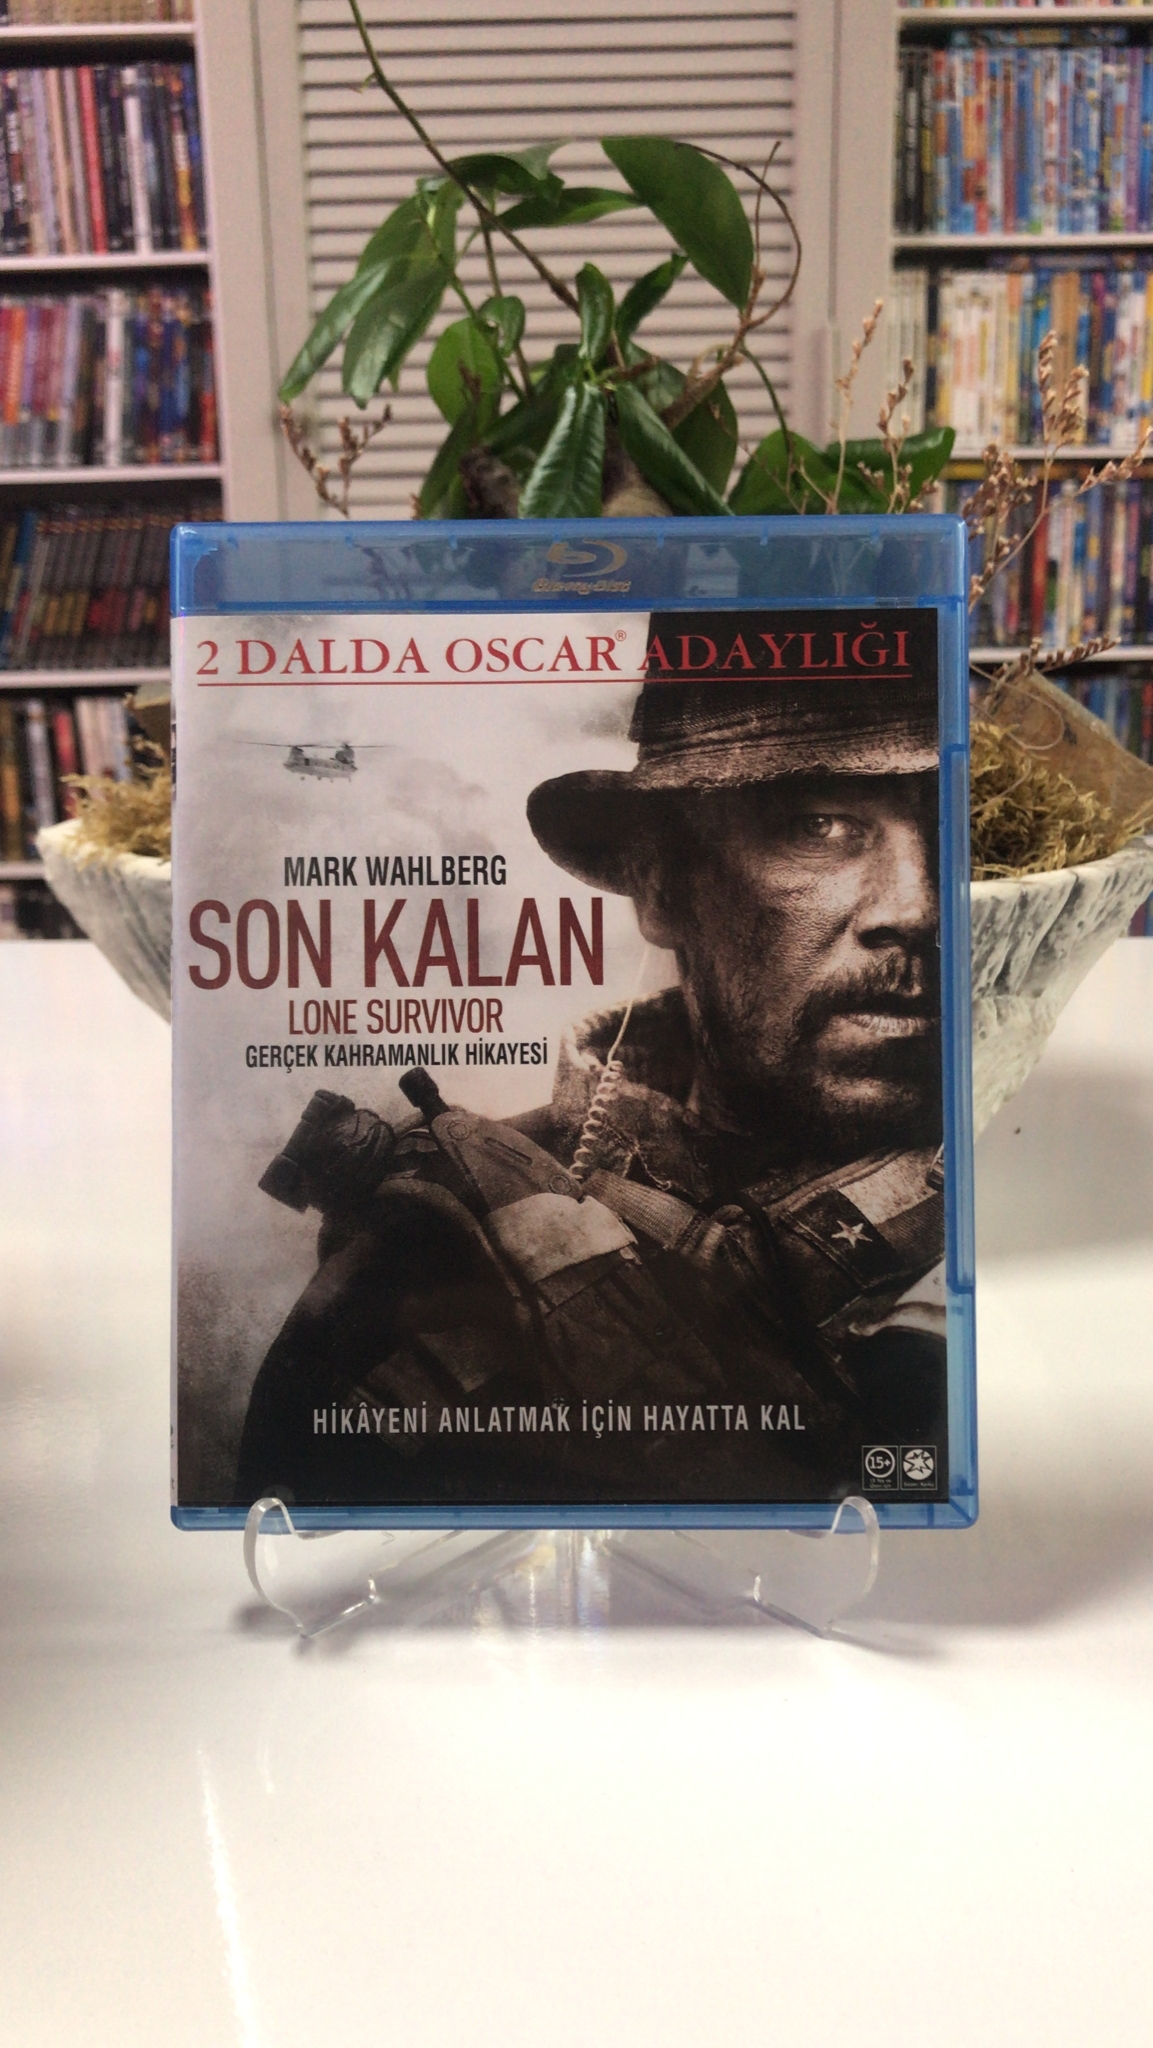 Blu-ray Disc
2 DALDA OSCAR® ADAYLIĞI
MARK WAHLBERG
SON KALAN
LONE SURVIVOR
GERÇEK KAHRAMANLIK HİKAYESİ
HİKÂYENİ ANLATMAK İÇİN HAYATTA KAL
15+